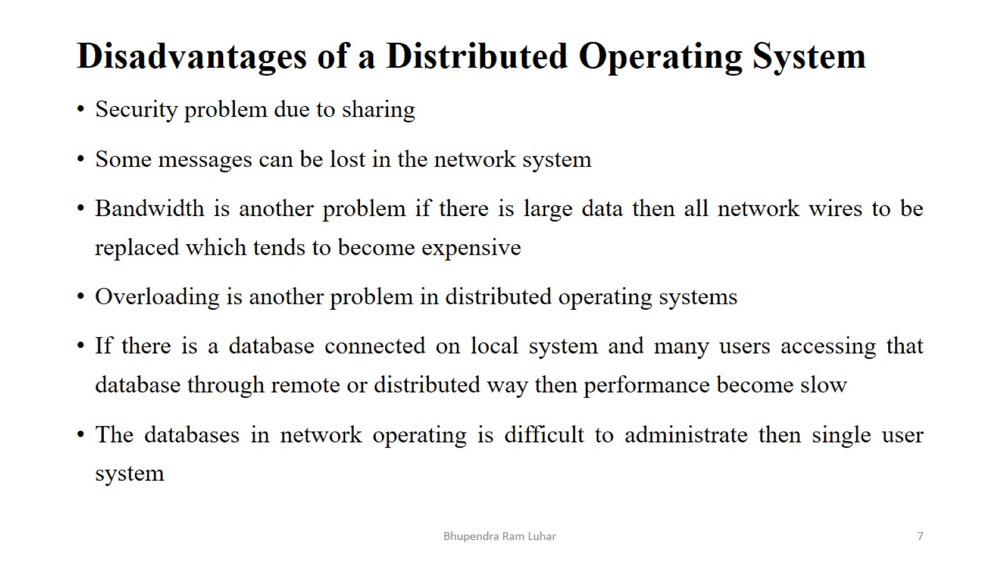 Disadvantages of a Distributed Operating System
• Security problem due to sharing
• Some messages can be lost in the network system
• Bandwidth is another problem if there is large data then all network wires to be
replaced which tends to become expensive
• Overloading is another problem in distributed operating systems
• If there is a database connected on local system and many users accessing that
database through remote or distributed way then performance become slow
• The databases in network operating is difficult to administrate then single user
system
Bhupendra Ram Luhar
7